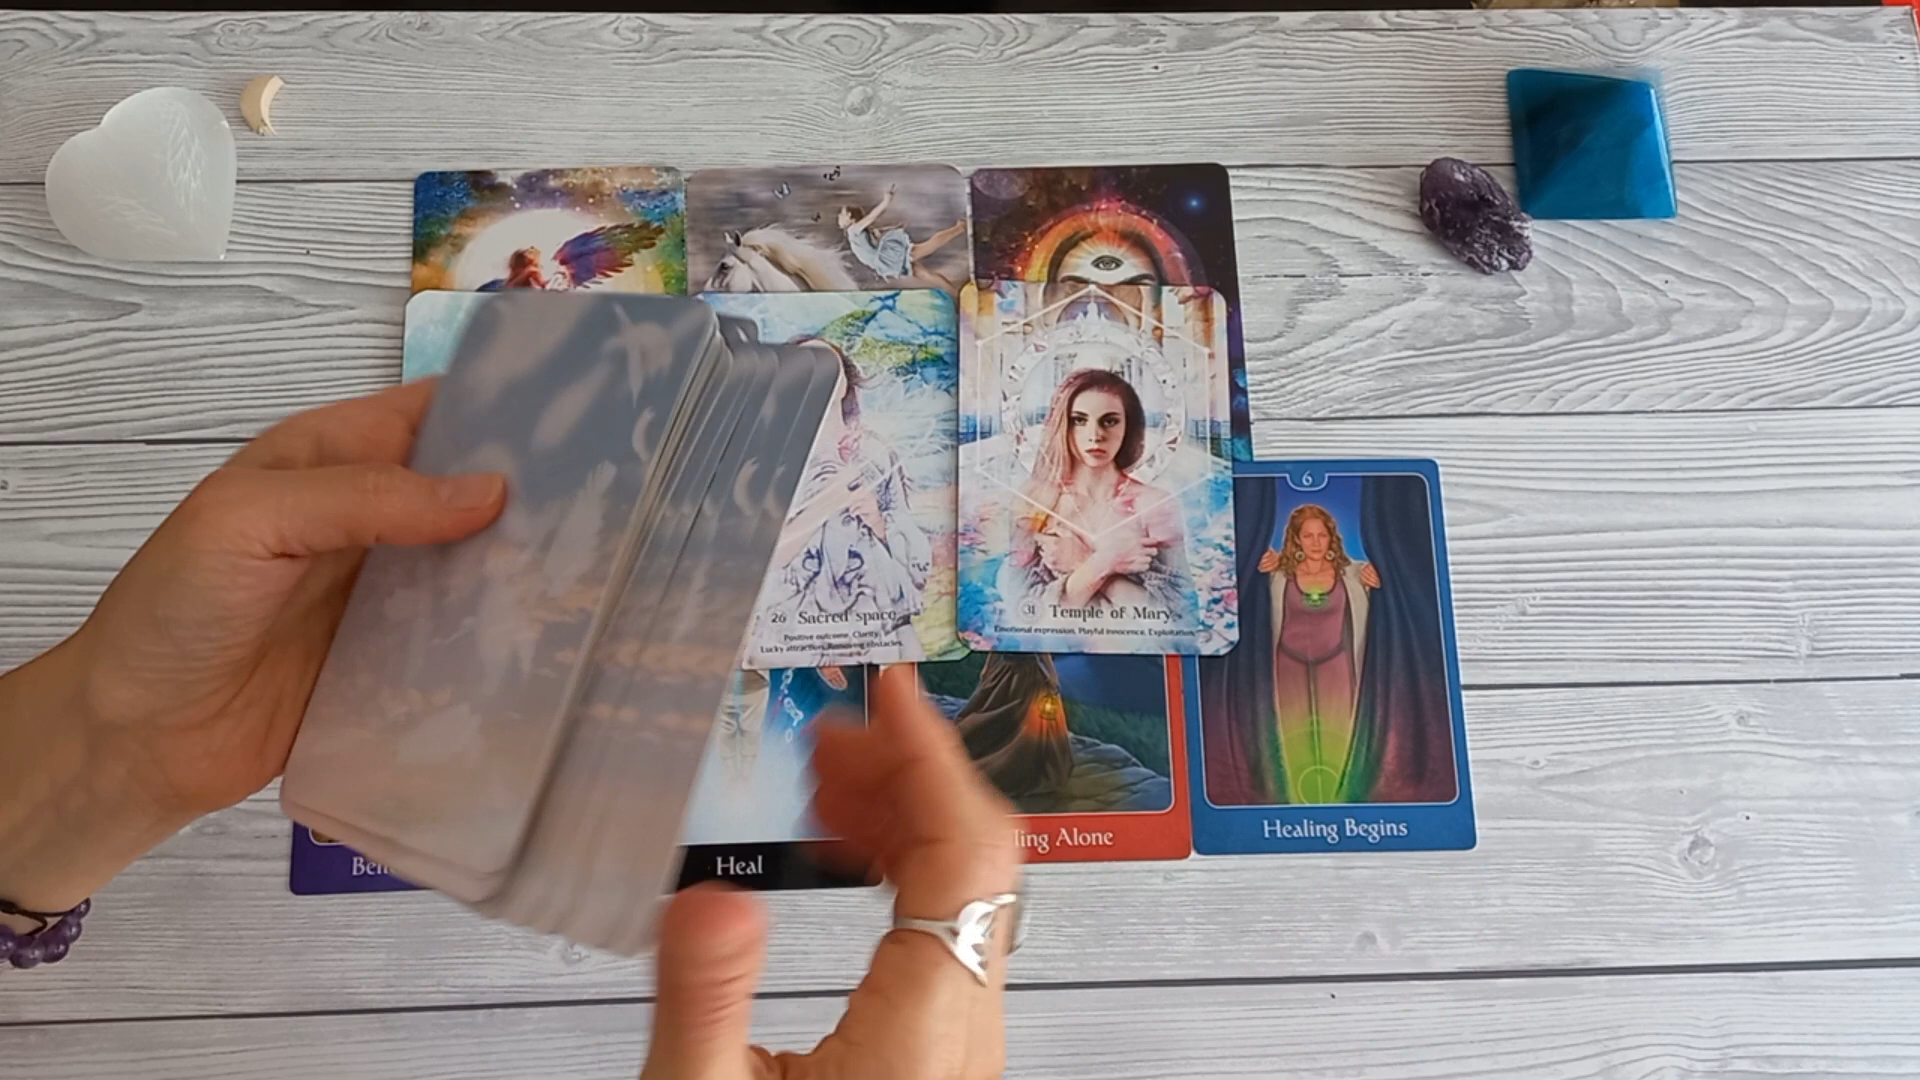 26 Sacred space
Positive outcome, Clarity,
Lucky attraction, Removing obstacles.
31 Temple of Mary
Emotional expression, Playful innocence, Exploitation.
6
Heal
ling Alone
Healing Begins